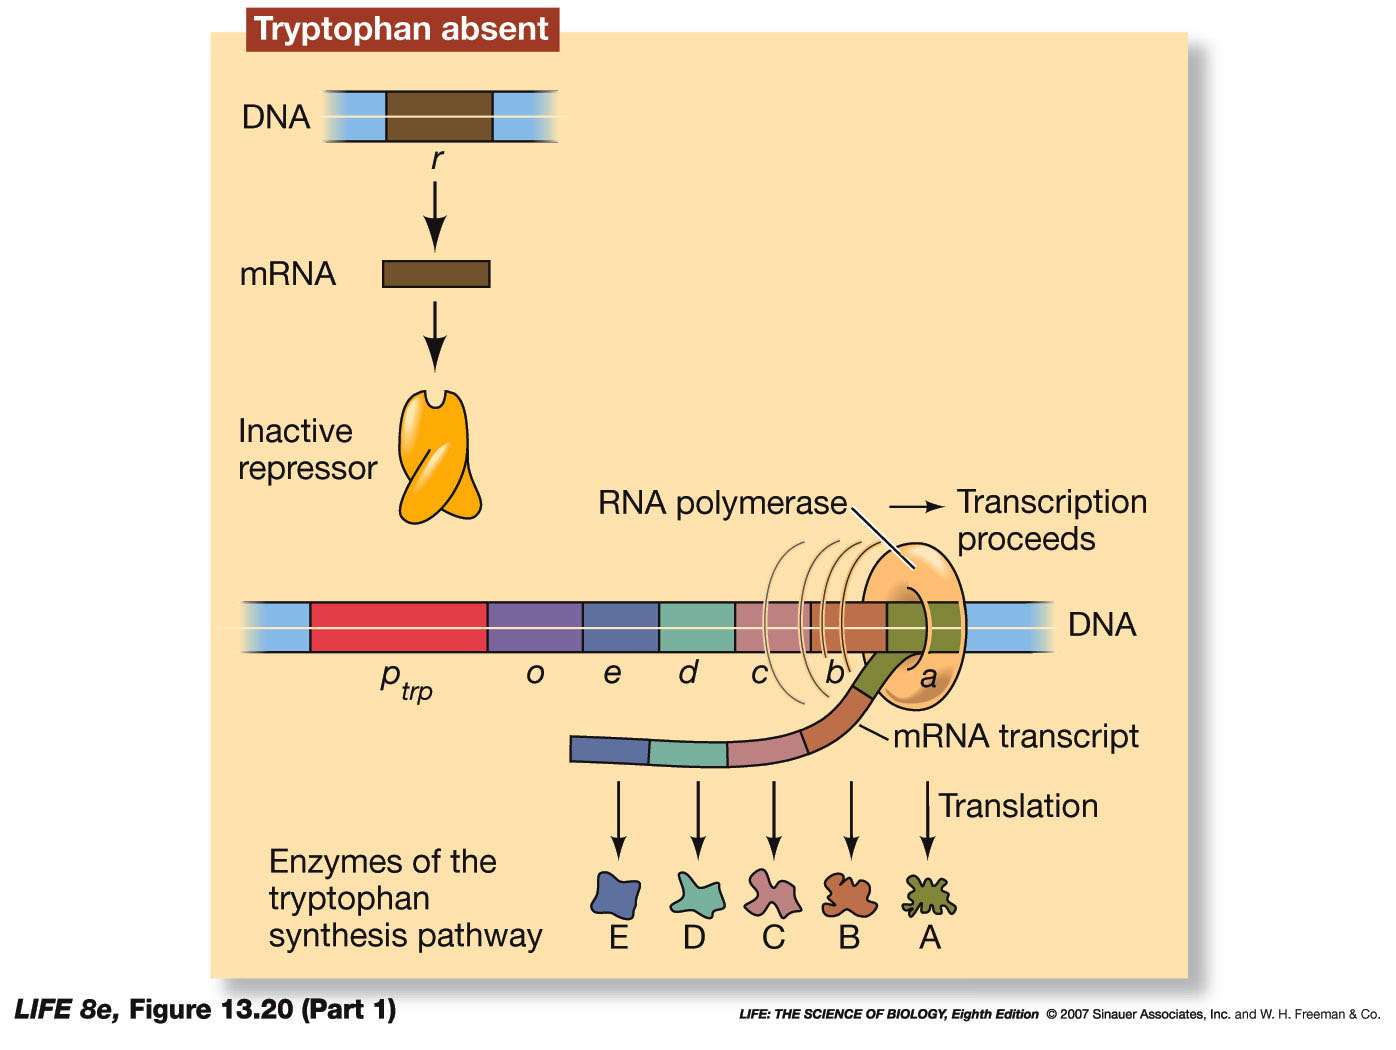 Tryptophan absent
DNA
r
mRNA
Inactive
repressor
RNA polymerase
Transcription
proceeds
DNA
p trp
o
e
d
c
b
a
mRNA transcript
Translation
Enzymes of the
tryptophan
synthesis pathway
E
D
C
B
A
LIFE 8e, Figure 13.20 (Part 1)
LIFE: THE SCIENCE OF BIOLOGY, Eighth Edition © 2007 Sinauer Associates, Inc. and W. H. Freeman & Co.